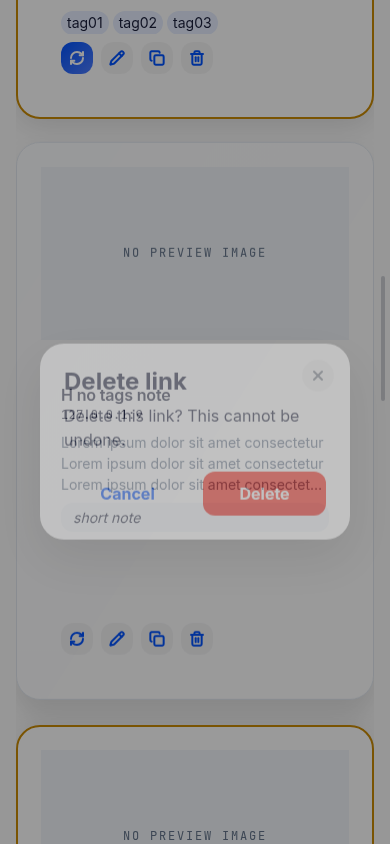 tag01 tag02 tag03
NO PREVIEW IMAGE
Delete link
H no tags note
Delete this link? This cannot be
undone.
Lorem ipsum dolor sit amet consectetur
Lorem ipsum dolor sit amet consectetur
Lorem ipsum dolor sit amet consectet...
Cancel
Delete
short note
NO PREVIEW IMAGE